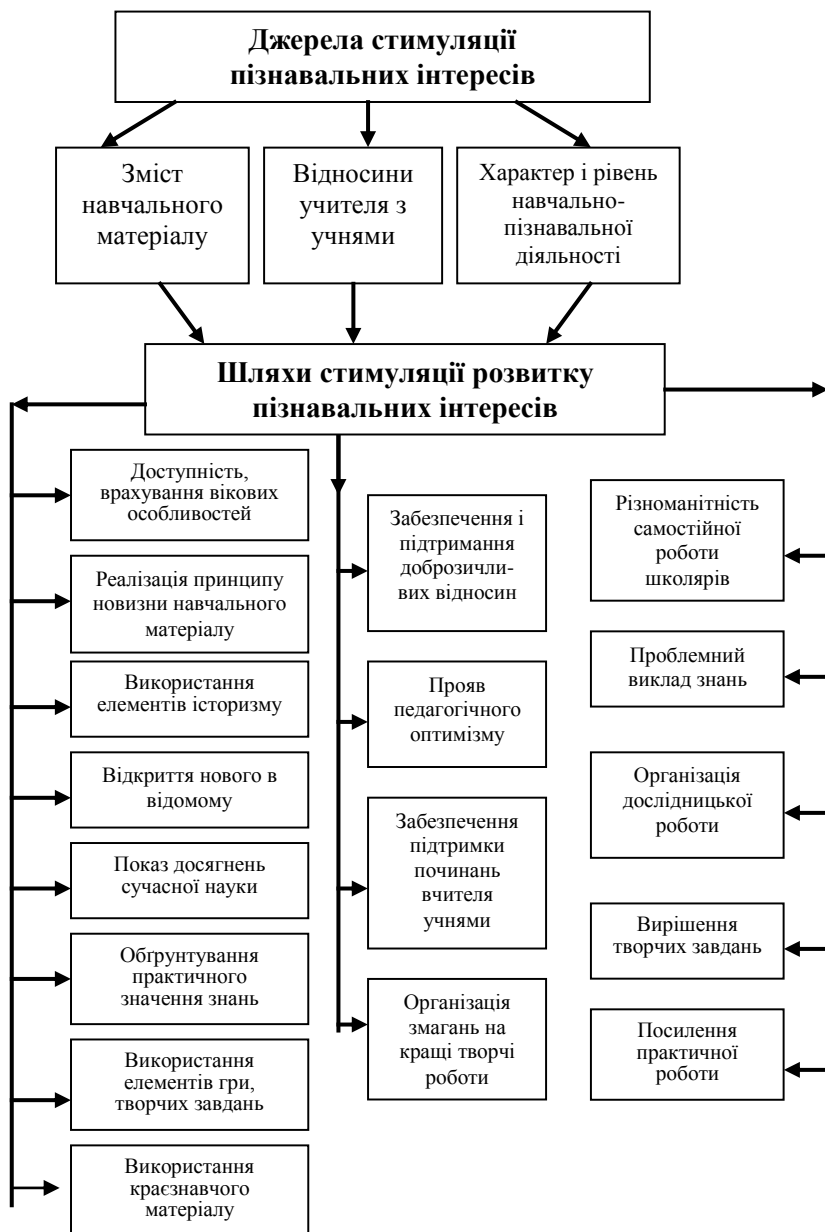 Джерела стимуляції
пізнавальних інтересів
Зміст
навчального
матеріалу
Відносини
учителя з
учнями
Характер і рівень
навчально-
пізнавальної
діяльності
Шляхи стимуляції розвитку
пізнавальних інтересів
Доступність,
врахування вікових
особливостей
Реалізація принципу
новизни навчального
матеріалу
Використання
елементів історизму
Відкриття нового в
відомому
Показ досягнень
сучасної науки
Обґрунтування
практичного
значення знань
Використання
елементів гри,
творчих завдань
Використання
краєзнавчого
матеріалу
Забезпечення і
підтримання
доброзичли-
вих відносин
Прояв
педагогічного
оптимізму
Забезпечення
підтримки
починань
вчителя
учнями
Організація
змагань на
кращі творчі
роботи
Різноманітність
самостійної
роботи
школярів
Проблемний
виклад знань
Організація
дослідницької
роботи
Вирішення
творчих завдань
Посилення
практичної
роботи